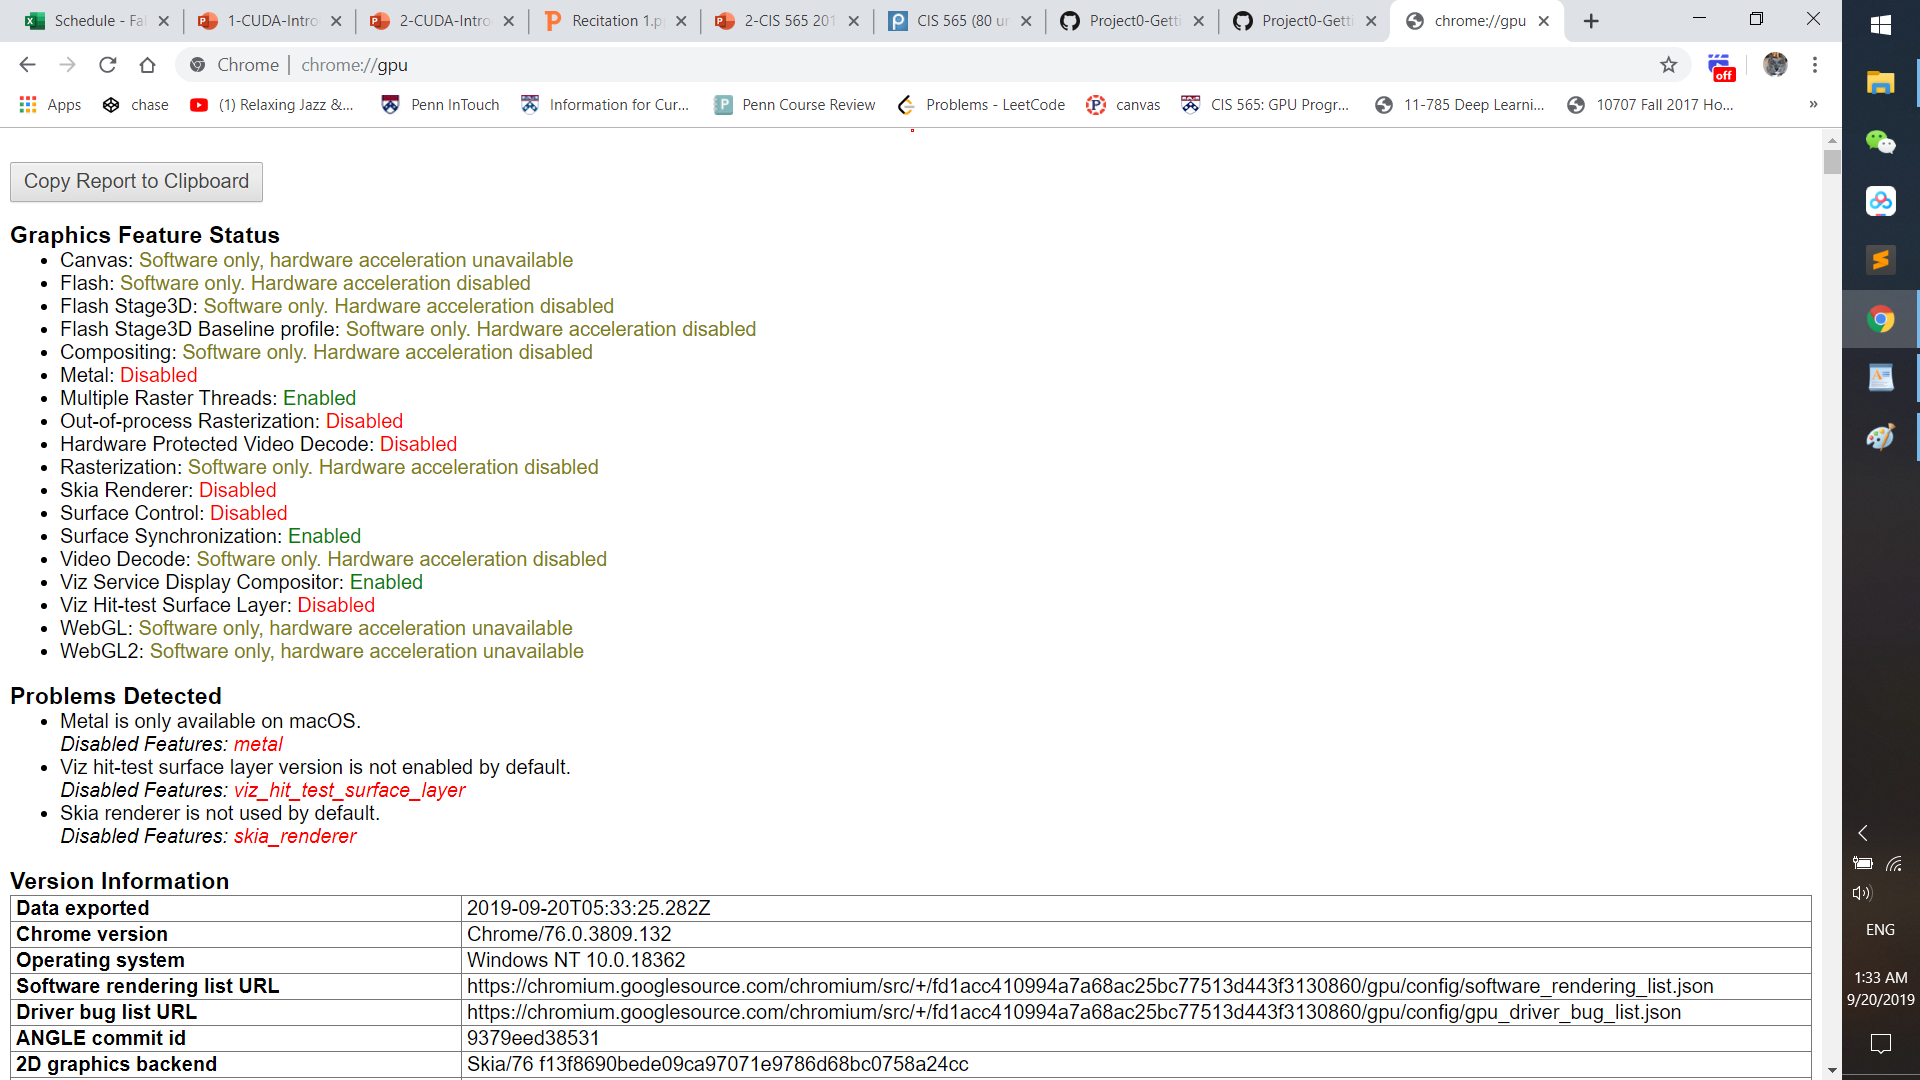 Schedule - Fal
1-CUDA-Intro
2-CUDA-Intro
Recitation 1.p
2-CIS 565 201
CIS 565 (80 un
Project0-Getti
Project0-Getti
chrome://gpu
Chrome | chrome://gpu
off
Apps
chase
(1) Relaxing Jazz &...
Penn InTouch
Information for Cur...
Penn Course Review
Problems - LeetCode
canvas
CIS 565: GPU Progr...
11-785 Deep Learni...
10707 Fall 2017 Ho...
»
Copy Report to Clipboard
Graphics Feature Status
• Canvas: Software only, hardware acceleration unavailable
• Flash: Software only. Hardware acceleration disabled
• Flash Stage3D: Software only. Hardware acceleration disabled
• Flash Stage3D Baseline profile: Software only. Hardware acceleration disabled
• Compositing: Software only. Hardware acceleration disabled
• Metal: Disabled
• Multiple Raster Threads: Enabled
• Out-of-process Rasterization: Disabled
• Hardware Protected Video Decode: Disabled
• Rasterization: Software only. Hardware acceleration disabled
• Skia Renderer: Disabled
• Surface Control: Disabled
• Surface Synchronization: Enabled
• Video Decode: Software only. Hardware acceleration disabled
• Viz Service Display Compositor: Enabled
• Viz Hit-test Surface Layer: Disabled
• WebGL: Software only, hardware acceleration unavailable
• WebGL2: Software only, hardware acceleration unavailable
Problems Detected
• Metal is only available on macOS.
Disabled Features: metal
• Viz hit-test surface layer version is not enabled by default.
Disabled Features: viz_hit_test_surface_layer
• Skia renderer is not used by default.
Disabled Features: skia_renderer
Version Information
Data exported 2019-09-20T05:33:25.282Z
Chrome version Chrome/76.0.3809.132
Operating system Windows NT 10.0.18362
Software rendering list URL https://chromium.googlesource.com/chromium/src/+/fd1acc410994a7a68ac25bc77513d443f3130860/gpu/config/software_rendering_list.json
Driver bug list URL https://chromium.googlesource.com/chromium/src/+/fd1acc410994a7a68ac25bc77513d443f3130860/gpu/config/gpu_driver_bug_list.json
ANGLE commit id 9379eed38531
2D graphics backend Skia/76 f13f8690bede09ca97071e9786d68bc0758a24cc
ENG
1:33 AM
9/20/2019